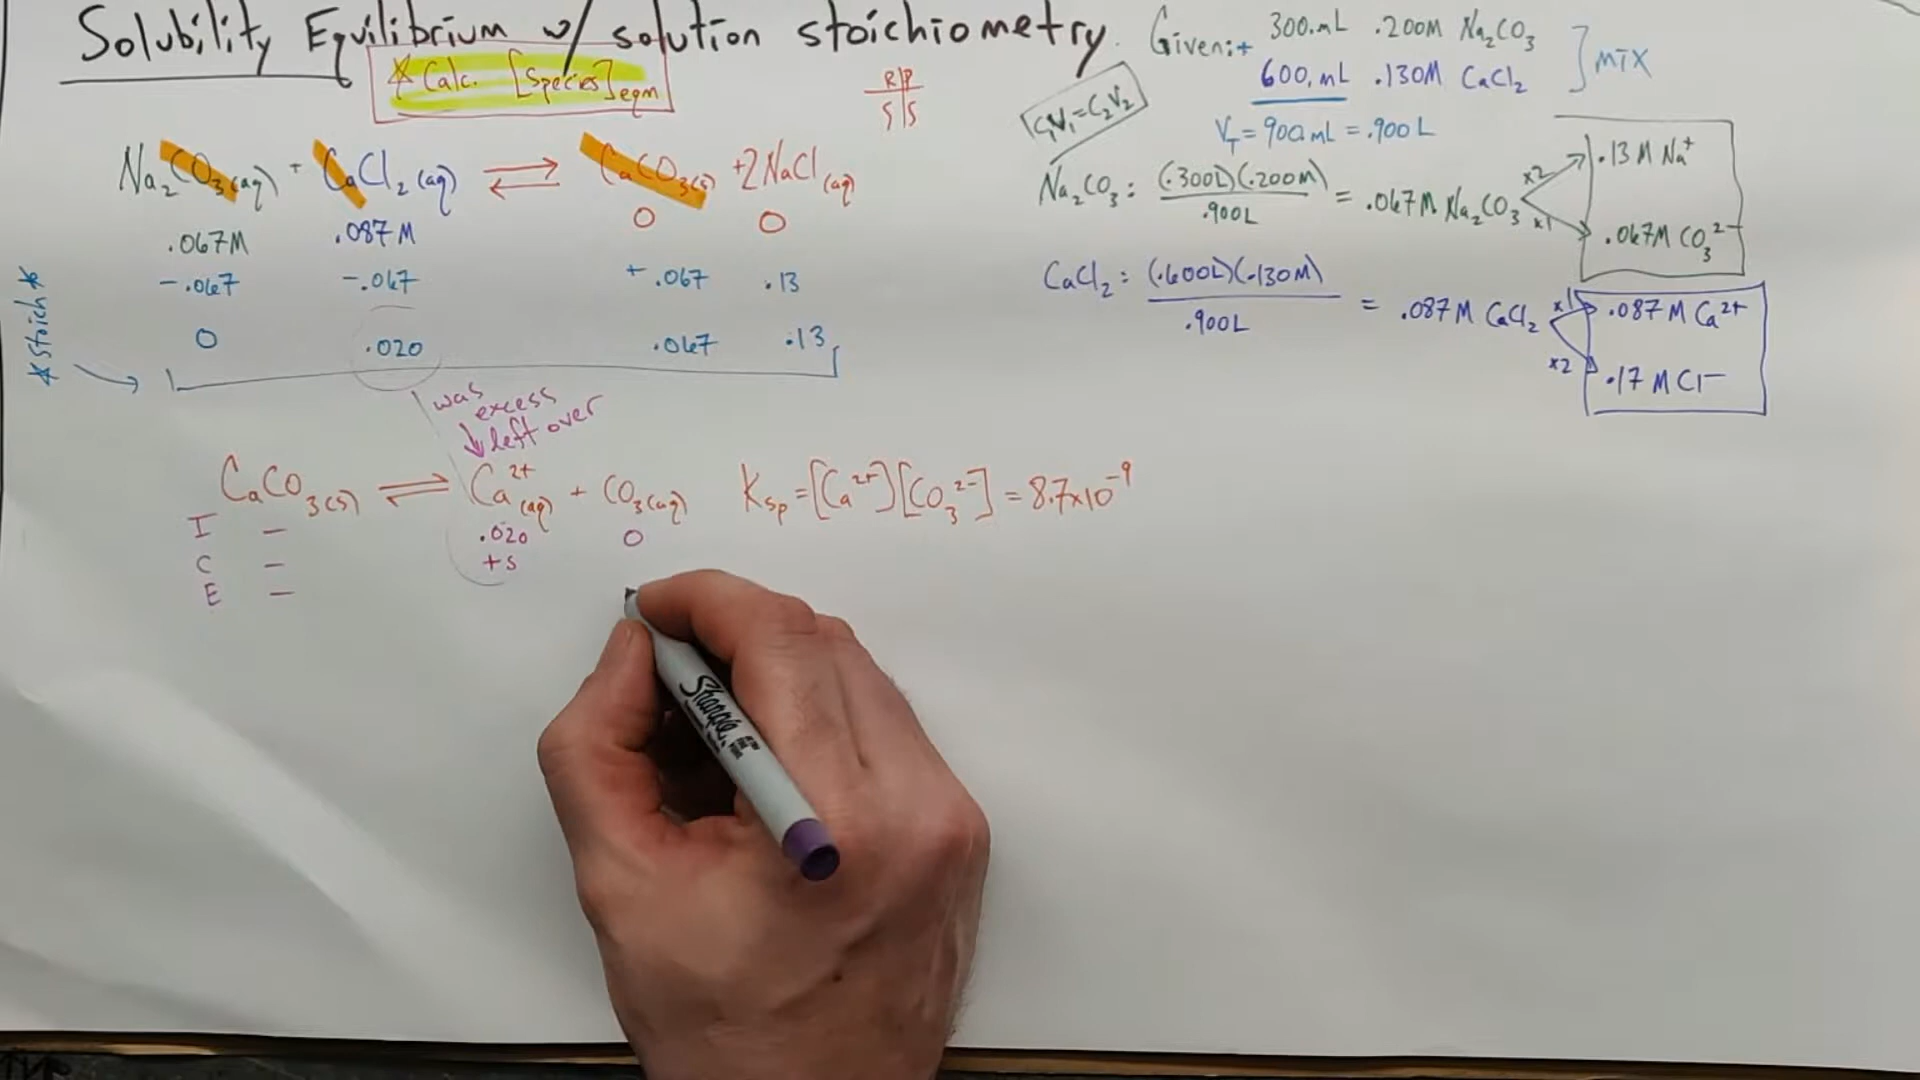 Solubility Equilibrium w/ solution stoichiometry.
* Calc. [Species]eqm
R|P
S|S
Given: 300.mL .200M Na2CO3
+ 600.mL .130M CaCl2 ] mix
VT = 900.mL = .900L
C1V1=C2V2
Na2CO3: (.300L)(.200M) / .900L = .067M Na2CO3
x2 .13 M Na+
x1 .067M CO3 2-
CaCl2: (.600L)(.130M) / .900L = .087M CaCl2
x1 .087 M Ca2+
x2 .17 M Cl-
Na2CO3(aq) + CaCl2(aq) ⇌ CaCO3(s) + 2NaCl(aq)
.067M .087M 0 0
-.067 -.067 +.067 .13
0 .020 .067 .13
* Stoich *
was
excess
↓ left over
CaCO3(s) ⇌ Ca2+(aq) + CO3(aq) Ksp = [Ca2+][CO3 2-] = 8.7x10-9
I - .020 0
C - +s
E -
Sharpie